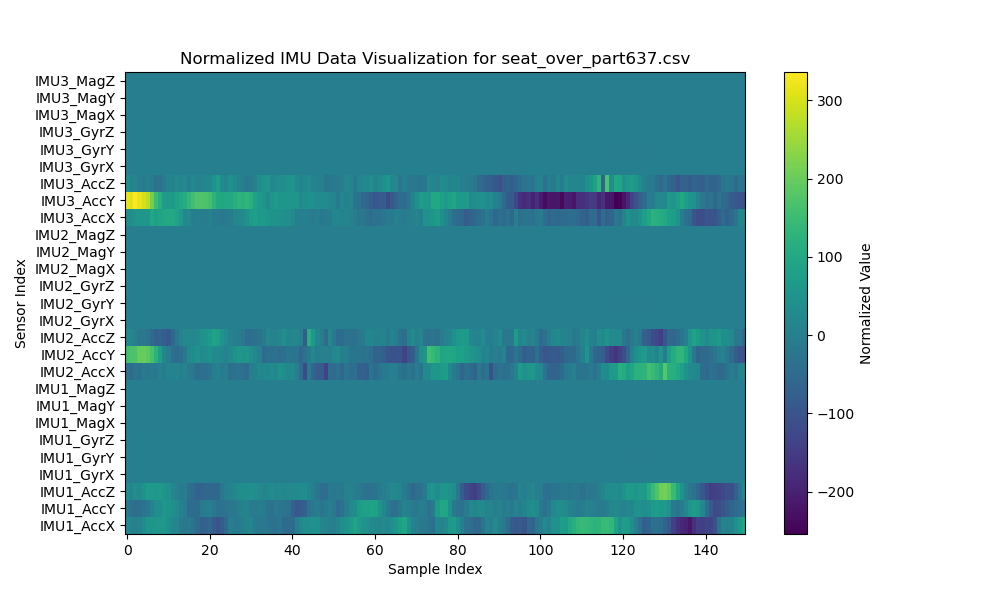 Normalized IMU Data Visualization for seat_over_part637.csv
IMU3_MagZ
IMU3_MagY
IMU3_MagX
IMU3_GyrZ
IMU3_GyrY
IMU3_GyrX
IMU3_AccZ
IMU3_AccY
IMU3_AccX
IMU2_MagZ
IMU2_MagY
IMU2_MagX
IMU2_GyrZ
IMU2_GyrY
IMU2_GyrX
IMU2_AccZ
IMU2_AccY
IMU2_AccX
IMU1_MagZ
IMU1_MagY
IMU1_MagX
IMU1_GyrZ
IMU1_GyrY
IMU1_GyrX
IMU1_AccZ
IMU1_AccY
IMU1_AccX
Sensor Index
0 20 40 60 80 100 120 140
Sample Index
300
200
100
0
−100
−200
Normalized Value